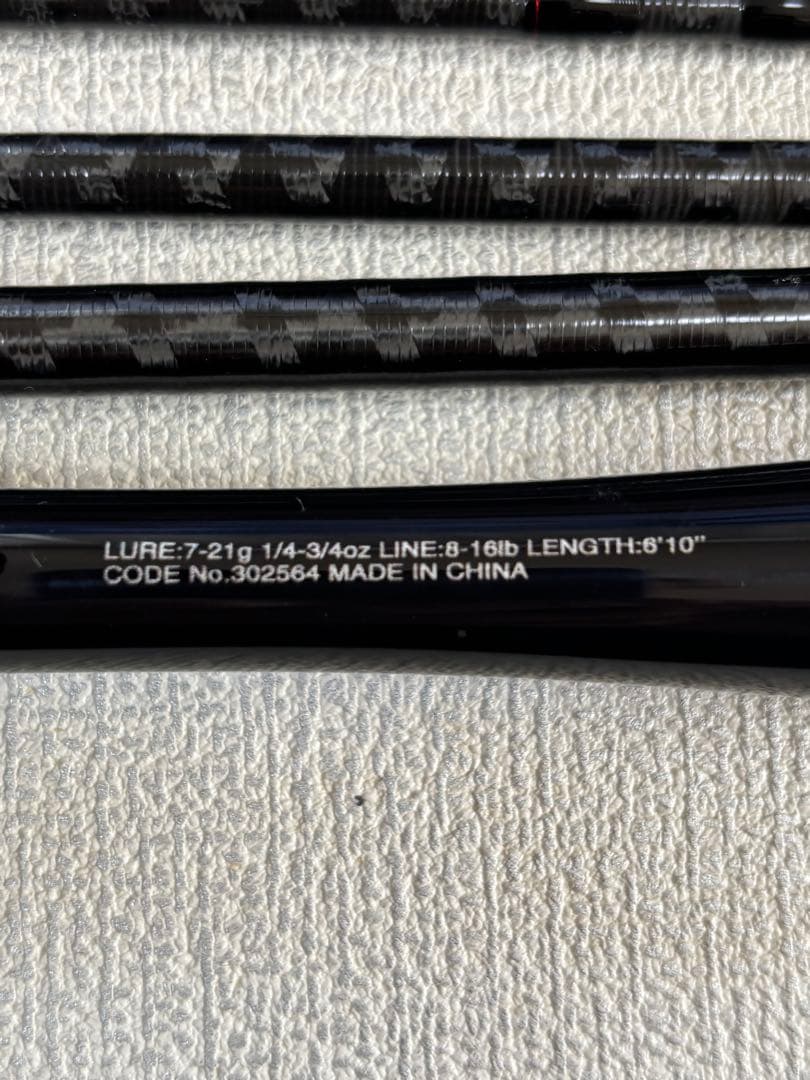 LURE:7-21g 1/4-3/4oz LINE:8-16lb LENGTH:6'10"
CODE No.302564 MADE IN CHINA